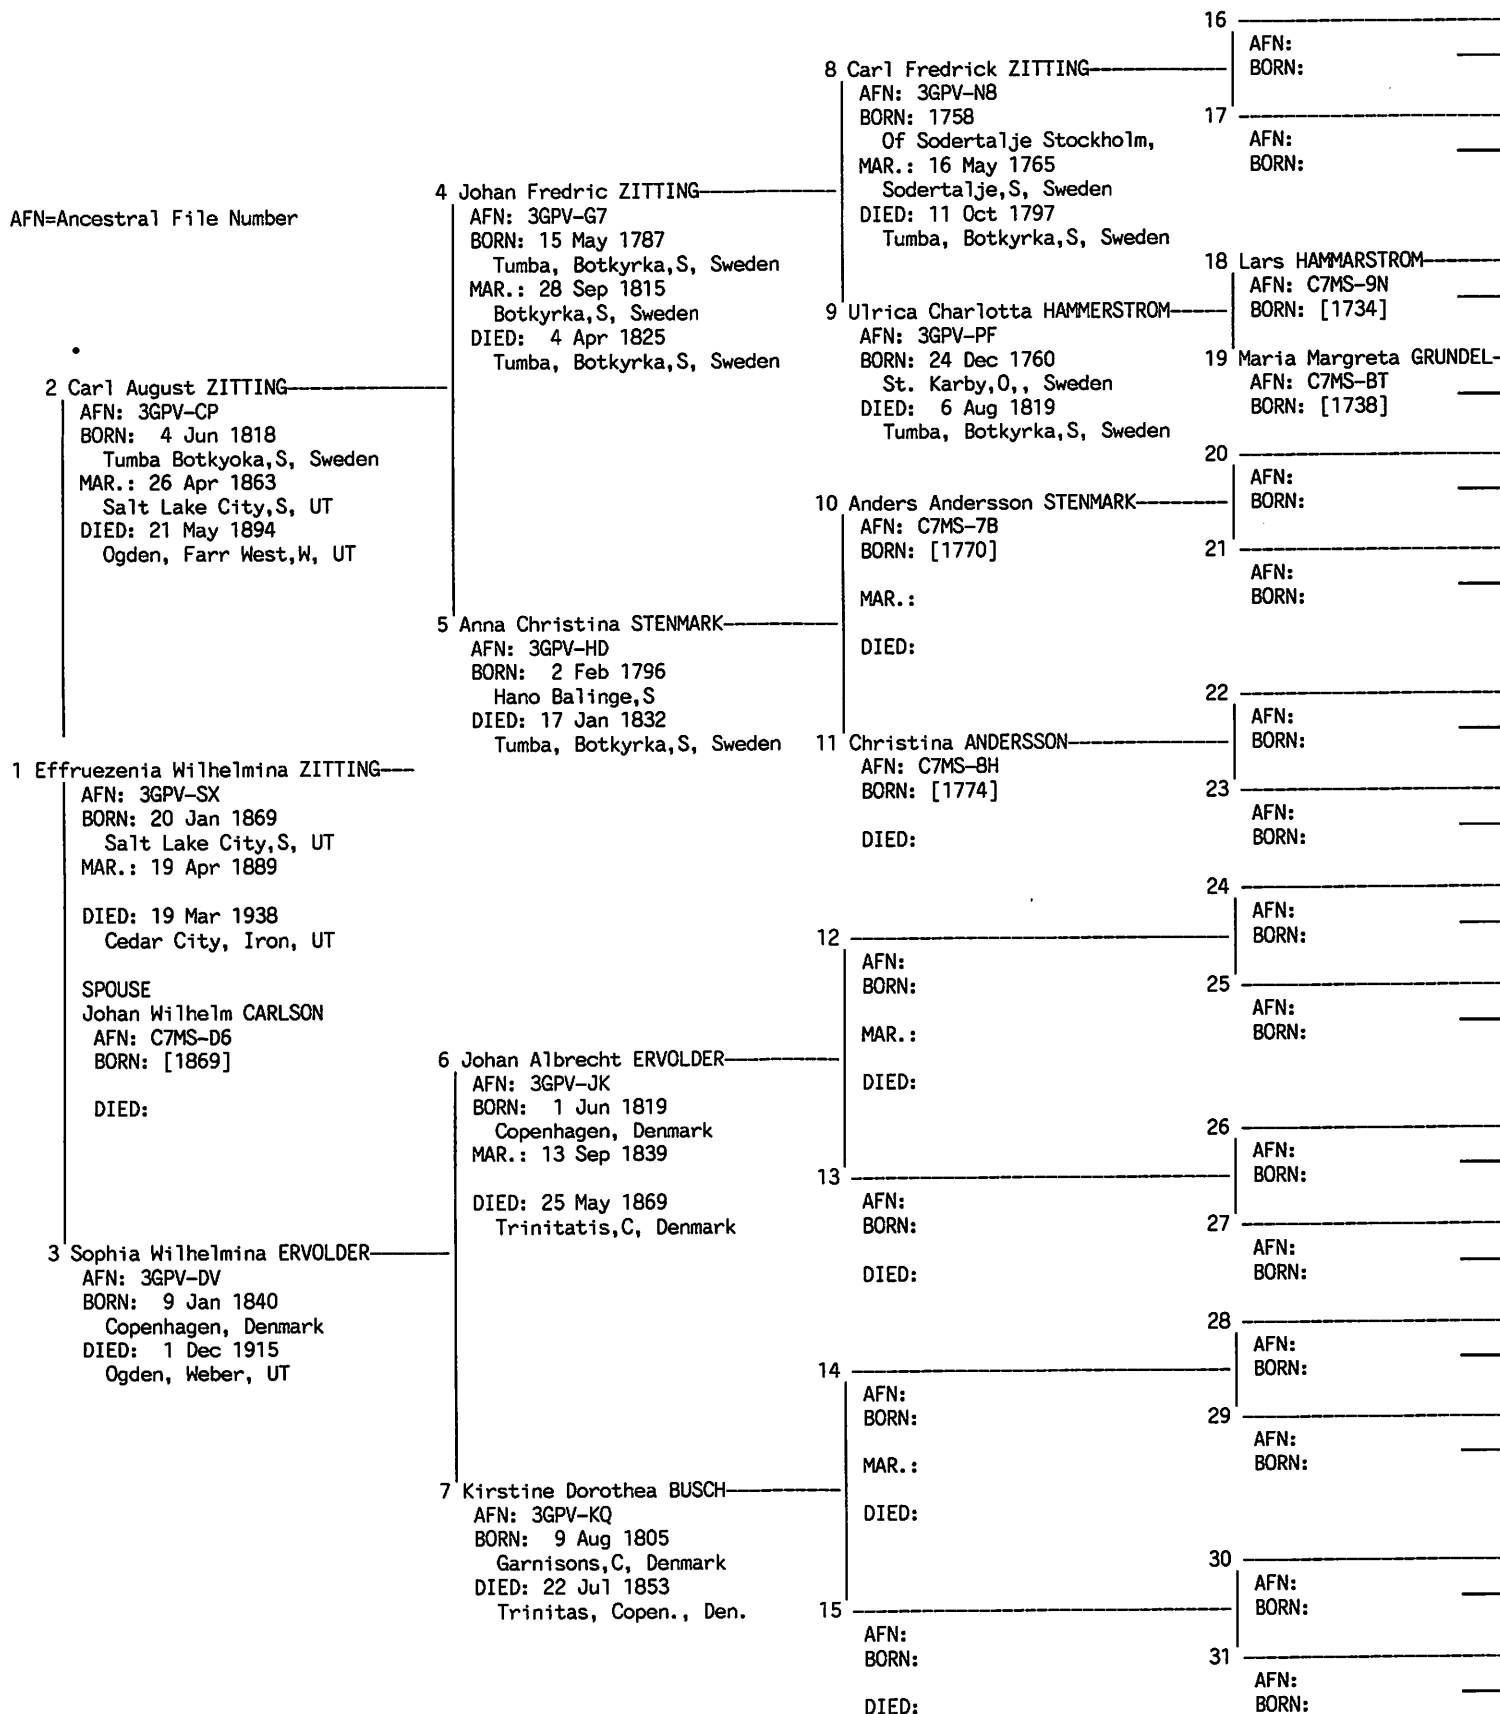 AFN=Ancestral File Number
1 Effruezenia Wilhelmina ZITTING
AFN: 3GPV-SX
BORN: 20 Jan 1869
Salt Lake City,S, UT
MAR.: 19 Apr 1889
DIED: 19 Mar 1938
Cedar City, Iron, UT
SPOUSE
Johan Wilhelm CARLSON
AFN: C7MS-D6
BORN: [1869]
DIED:
2 Carl August ZITTING
AFN: 3GPV-CP
BORN: 4 Jun 1818
Tumba Botkyoka,S, Sweden
MAR.: 26 Apr 1863
Salt Lake City,S, UT
DIED: 21 May 1894
Ogden, Farr West,W, UT
3 Sophia Wilhelmina ERVOLDER
AFN: 3GPV-DV
BORN: 9 Jan 1840
Copenhagen, Denmark
DIED: 1 Dec 1915
Ogden, Weber, UT
4 Johan Fredric ZITTING
AFN: 3GPV-G7
BORN: 15 May 1787
Tumba, Botkyrka,S, Sweden
MAR.: 28 Sep 1815
Botkyrka,S, Sweden
DIED: 4 Apr 1825
Tumba, Botkyrka,S, Sweden
5 Anna Christina STENMARK
AFN: 3GPV-HD
BORN: 2 Feb 1796
Hano Balinge,S
DIED: 17 Jan 1832
Tumba, Botkyrka,S, Sweden
6 Johan Albrecht ERVOLDER
AFN: 3GPV-JK
BORN: 1 Jun 1819
Copenhagen, Denmark
MAR.: 13 Sep 1839
DIED: 25 May 1869
Trinitatis,C, Denmark
7 Kirstine Dorothea BUSCH
AFN: 3GPV-KQ
BORN: 9 Aug 1805
Garnisons,C, Denmark
DIED: 22 Jul 1853
Trinitas, Copen., Den.
8 Carl Fredrick ZITTING
AFN: 3GPV-N8
BORN: 1758
Of Sodertalje Stockholm,
MAR.: 16 May 1765
Sodertalje,S, Sweden
DIED: 11 Oct 1797
Tumba, Botkyrka,S, Sweden
9 Ulrica Charlotta HAMMERSTROM
AFN: 3GPV-PF
BORN: 24 Dec 1760
St. Karby,O,, Sweden
DIED: 6 Aug 1819
Tumba, Botkyrka,S, Sweden
10 Anders Andersson STENMARK
AFN: C7MS-7B
BORN: [1770]
MAR.:
DIED:
11 Christina ANDERSSON
AFN: C7MS-8H
BORN: [1774]
DIED:
12
AFN:
BORN:
MAR.:
DIED:
13
AFN:
BORN:
DIED:
14
AFN:
BORN:
MAR.:
DIED:
15
AFN:
BORN:
DIED:
16
AFN:
BORN:
17
AFN:
BORN:
18 Lars HAMMARSTROM
AFN: C7MS-9N
BORN: [1734]
19 Maria Margreta GRUNDEL
AFN: C7MS-BT
BORN: [1738]
20
AFN:
BORN:
21
AFN:
BORN:
22
AFN:
BORN:
23
AFN:
BORN:
24
AFN:
BORN:
25
AFN:
BORN:
26
AFN:
BORN:
27
AFN:
BORN:
28
AFN:
BORN:
29
AFN:
BORN:
30
AFN:
BORN:
31
AFN:
BORN: